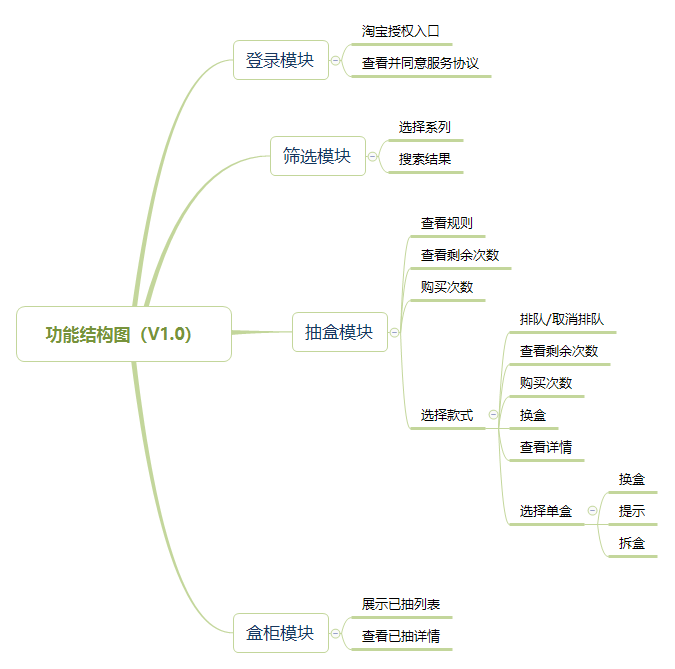 功能结构图（V1.0）
登录模块
淘宝授权入口
查看并同意服务协议
筛选模块
选择系列
搜索结果
抽盒模块
查看规则
查看剩余次数
购买次数
选择款式
排队/取消排队
查看剩余次数
购买次数
换盒
查看详情
选择单盒
换盒
提示
拆盒
盒柜模块
展示已抽列表
查看已抽详情